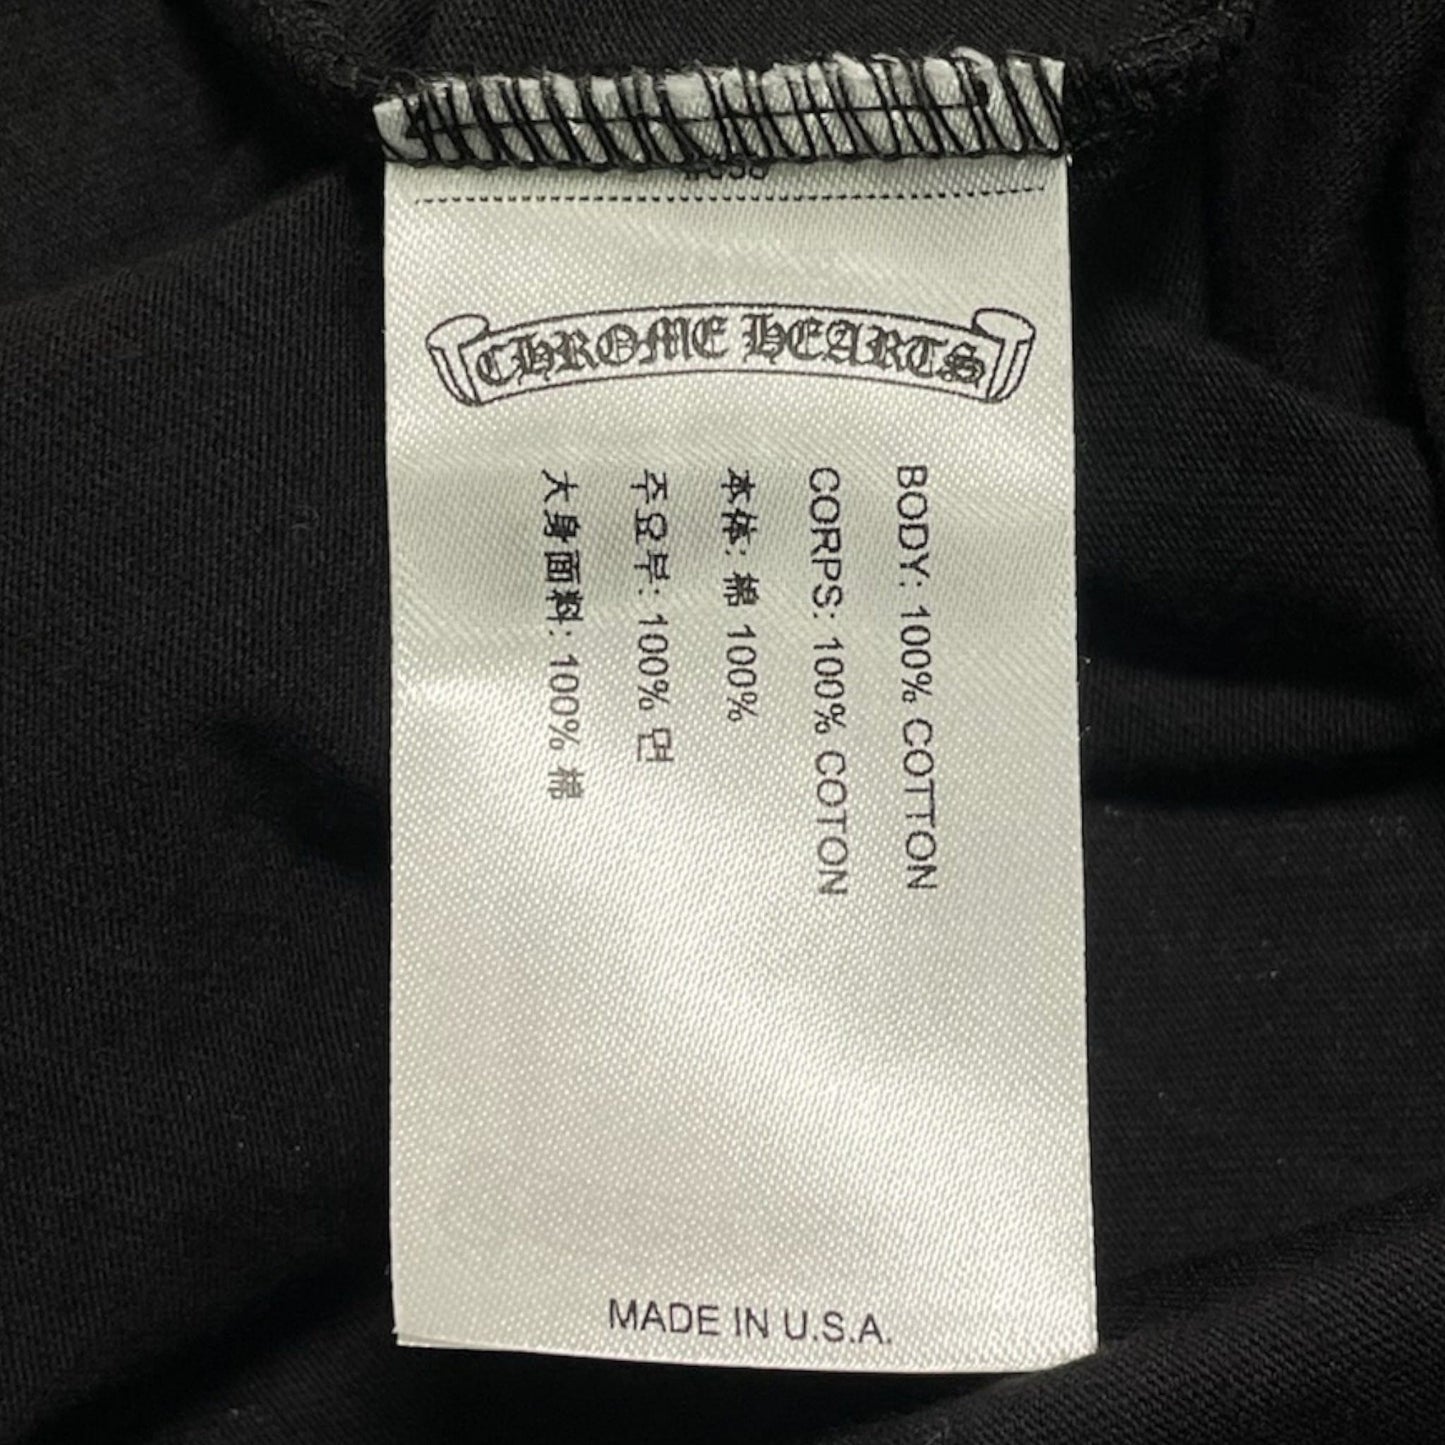 CHROME HEARTS
BODY: 100% COTTON
CORPS: 100% COTON
本体: 棉 100%
주요부: 100% 면
大身面料: 100% 棉
MADE IN U.S.A.